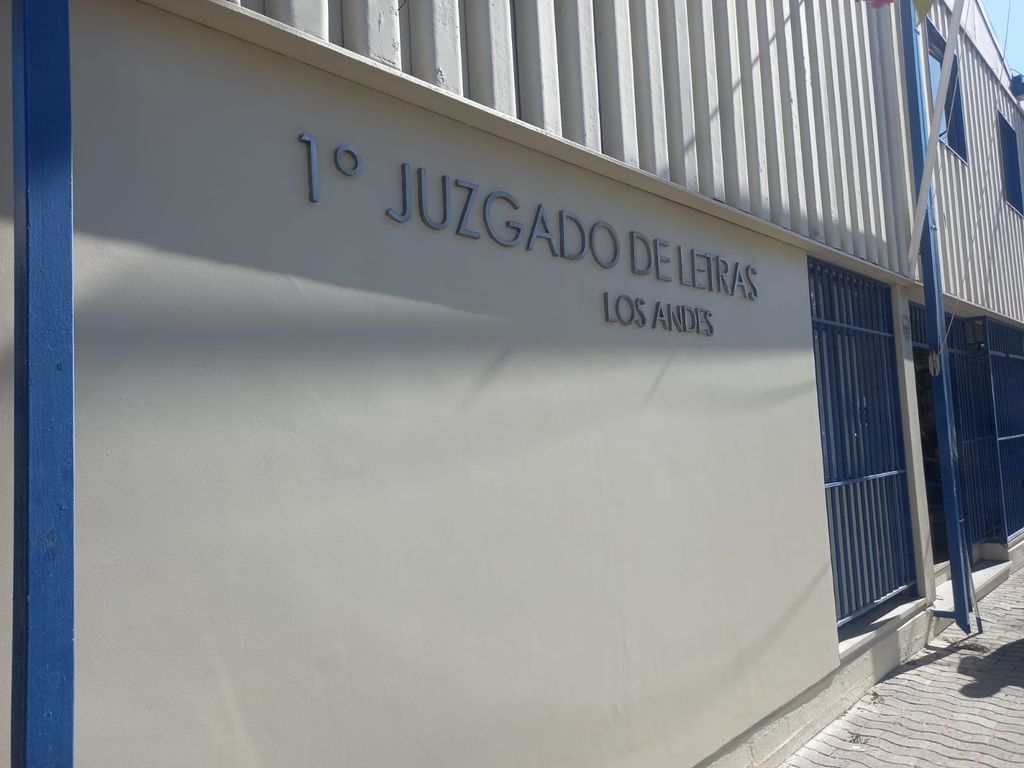 1° JUZGADO DE LETRAS
LOS ANDES